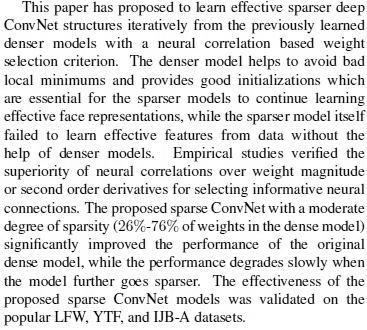 This paper has proposed to learn effective sparser deep
ConvNet structures iteratively from the previously learned
denser models with a neural correlation based weight
selection criterion. The denser model helps to avoid bad
local minimums and provides good initializations which
are essential for the sparser models to continue learning
effective face representations, while the sparser model itself
failed to learn effective features from data without the
help of denser models. Empirical studies verified the
superiority of neural correlations over weight magnitude
or second order derivatives for selecting informative neural
connections. The proposed sparse ConvNet with a moderate
degree of sparsity (26%-76% of weights in the dense model)
significantly improved the performance of the original
dense model, while the performance degrades slowly when
the model further goes sparser. The effectiveness of the
proposed sparse ConvNet models was validated on the
popular LFW, YTF, and IJB-A datasets.